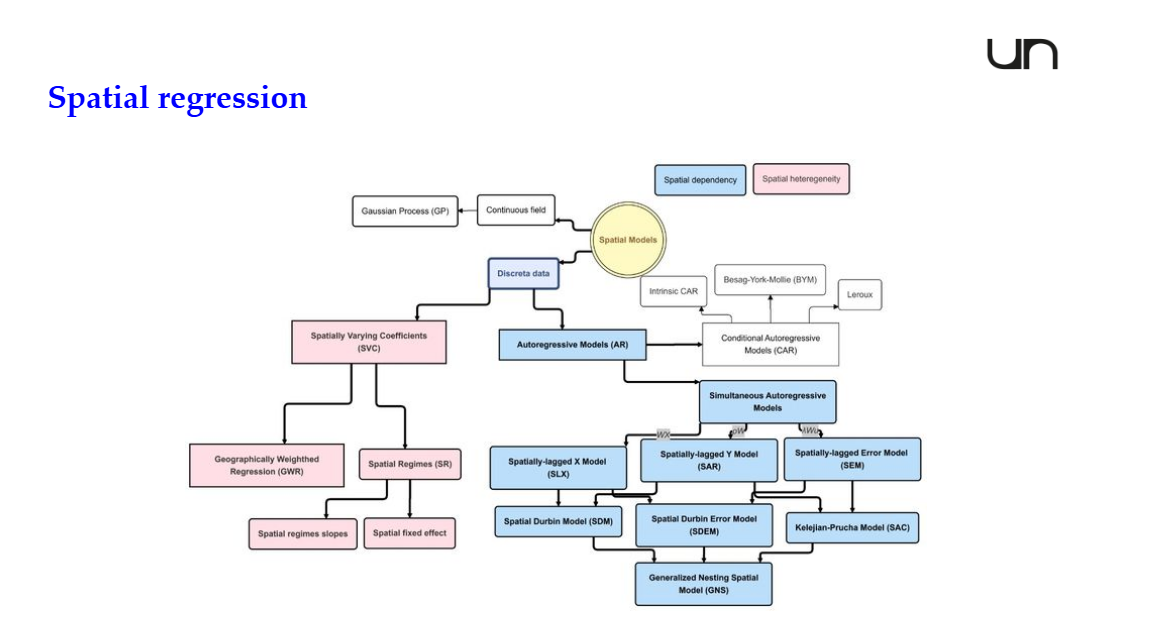 un
Spatial regression
Spatial dependency
Spatial heteregeneity
Gaussian Process (GP)
Continuous field
Spatial Models
Discreta data
Intrinsic CAR
Besag-York-Mollie (BYM)
Leroux
Spatially Varying Coefficients
(SVC)
Autoregressive Models (AR)
Conditional Autoregressive
Models (CAR)
Simultaneous Autoregressive
Models
WX
ρW
λWu
Geographically Weighthed
Regression (GWR)
Spatial Regimes (SR)
Spatially-lagged X Model
(SLX)
Spatially-lagged Y Model
(SAR)
Spatially-lagged Error Model
(SEM)
Spatial regimes slopes
Spatial fixed effect
Spatial Durbin Model (SDM)
Spatial Durbin Error Model
(SDEM)
Kelejian-Prucha Model (SAC)
Generalized Nesting Spatial
Model (GNS)